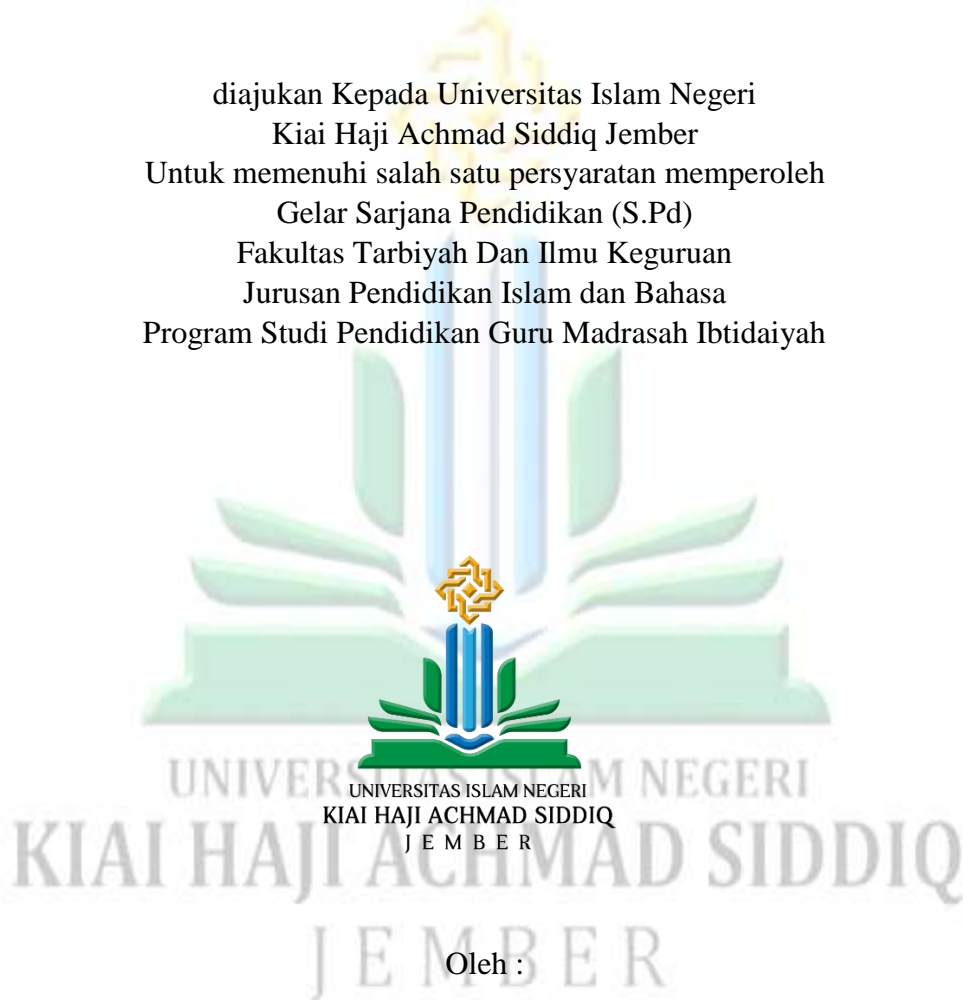 diajukan Kepada Universitas Islam Negeri
Kiai Haji Achmad Siddiq Jember
Untuk memenuhi salah satu persyaratan memperoleh
Gelar Sarjana Pendidikan (S.Pd)
Fakultas Tarbiyah Dan Ilmu Keguruan
Jurusan Pendidikan Islam dan Bahasa
Program Studi Pendidikan Guru Madrasah Ibtidaiyah
UNIVERSITAS ISLAM NEGERI
UNIVERSITAS ISLAM NEGERI
KIAI HAJI ACHMAD SIDDIQ
JEMBER
KIAI HAJI ACHMAD SIDDIQ
JEMBER
Oleh :